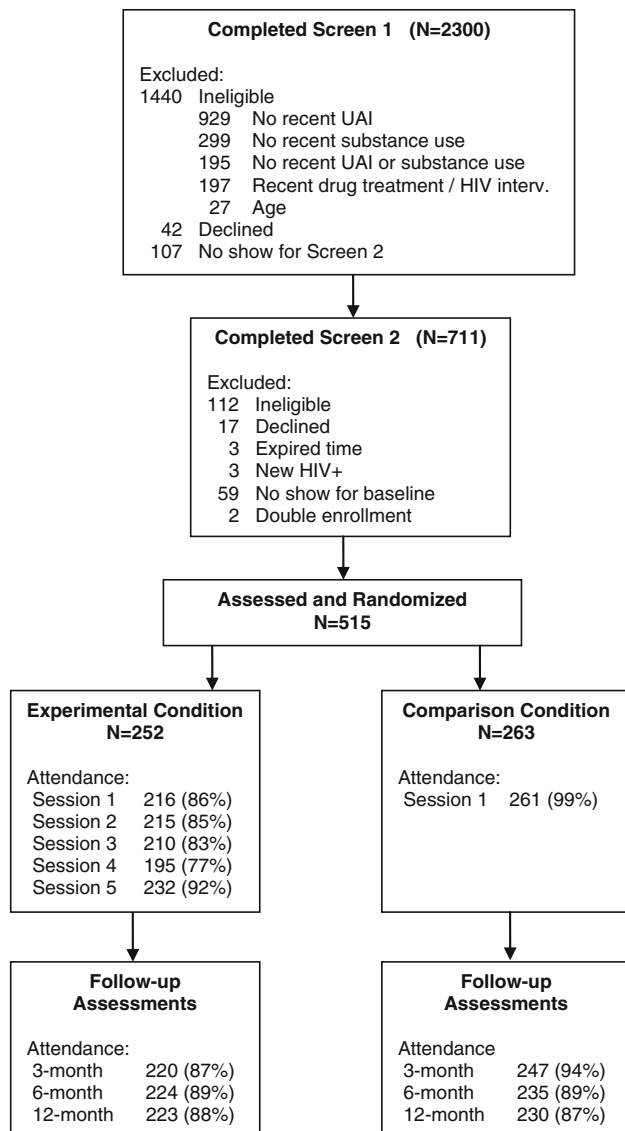 Completed Screen 1 (N=2300)
Excluded:
1440 Ineligible
929 No recent UAI
299 No recent substance use
195 No recent UAI or substance use
197 Recent drug treatment / HIV interv.
27 Age
42 Declined
107 No show for Screen 2
Completed Screen 2 (N=711)
Excluded:
112 Ineligible
17 Declined
3 Expired time
3 New HIV+
59 No show for baseline
2 Double enrollment
Assessed and Randomized
N=515
Experimental Condition
N=252
Attendance:
Session 1 216 (86%)
Session 2 215 (85%)
Session 3 210 (83%)
Session 4 195 (77%)
Session 5 232 (92%)
Comparison Condition
N=263
Attendance:
Session 1 261 (99%)
Follow-up
Assessments
Attendance:
3-month 220 (87%)
6-month 224 (89%)
12-month 223 (88%)
Follow-up
Assessments
Attendance
3-month 247 (94%)
6-month 235 (89%)
12-month 230 (87%)